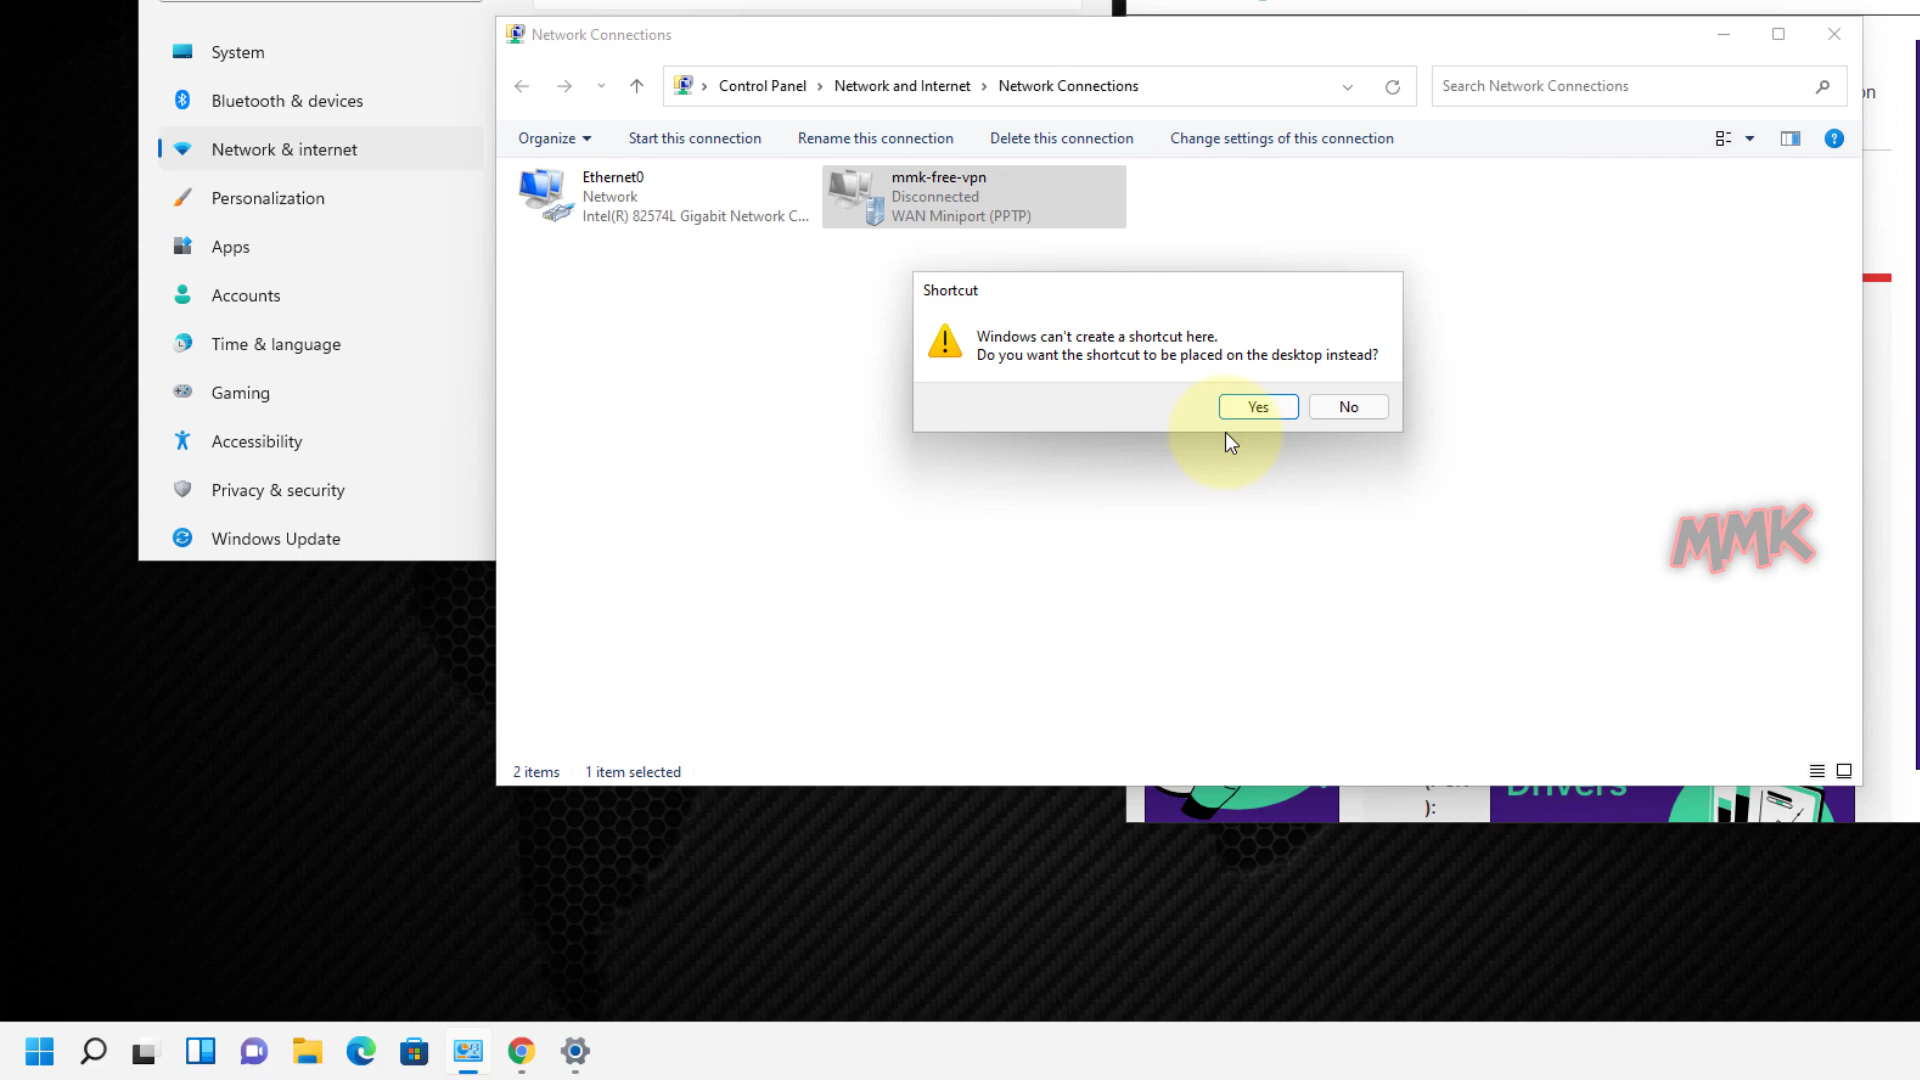 System
Bluetooth & devices
Network & internet
Personalization
Apps
Accounts
Time & language
Gaming
Accessibility
Privacy & security
Windows Update
Network Connections
Control Panel > Network and Internet > Network Connections
Search Network Connections
on
Organize
Start this connection
Rename this connection
Delete this connection
Change settings of this connection
Ethernet0
Network
Intel(R) 82574L Gigabit Network C...
mmk-free-vpn
Disconnected
WAN Miniport (PPTP)
Shortcut
Windows can't create a shortcut here.
Do you want the shortcut to be placed on the desktop instead?
Yes
No
MMK
2 items
1 item selected
):
Drivers